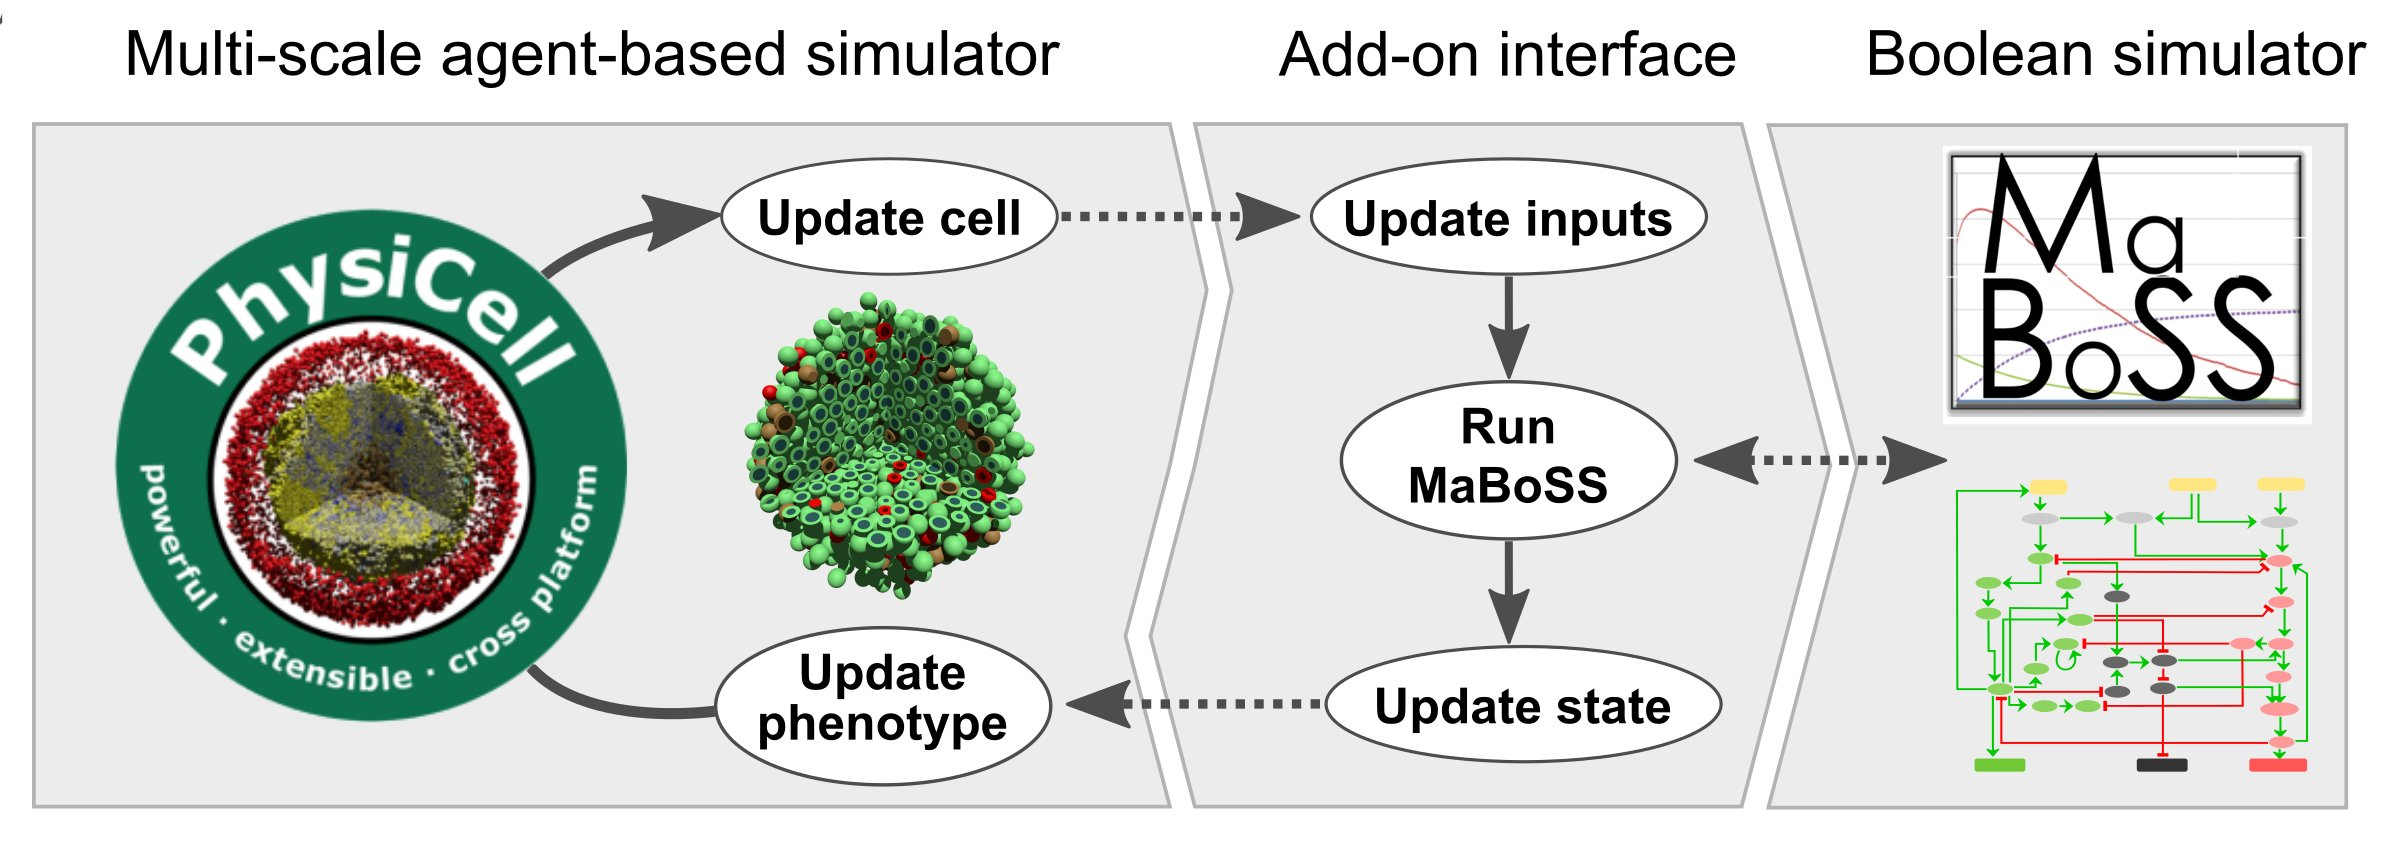 Multi-scale agent-based simulator
Add-on interface
Boolean simulator
PhysiCell
powerful · extensible · cross platform
Update cell
Update
phenotype
Update inputs
Run
MaBoSS
Update state
Ma
BoSS